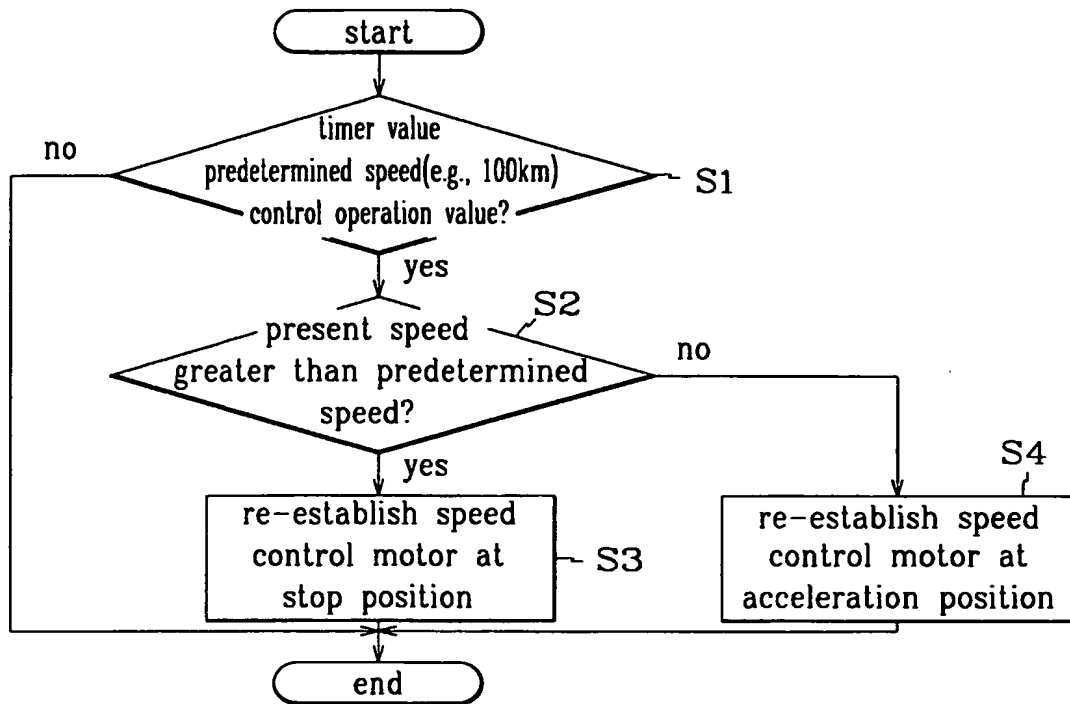 start
timer value
no
predetermined speed(e.g., 100km)
S1
control operation value?
yes
S2
present speed
no
greater than predetermined
speed?
yes
S4
re-establish speed
control motor at
stop position
S3
re-establish speed
control motor at
acceleration position
end